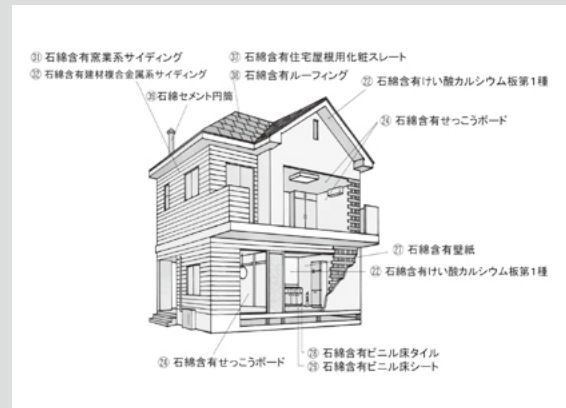 ㉛ 石綿含有窯業系サイディング
㉜ 石綿含有建材複合金属系サイディング
㉟石綿セメント円筒
㊲ 石綿含有住宅屋根用化粧スレート
㊳ 石綿含有ルーフィング
㉒ 石綿含有けい酸カルシウム板第1種
㉔ 石綿含有せっこうボード
㉗ 石綿含有壁紙
㉒ 石綿含有けい酸カルシウム板第1種
㉔ 石綿含有せっこうボード
㉘ 石綿含有ビニル床タイル
㉙ 石綿含有ビニル床シート